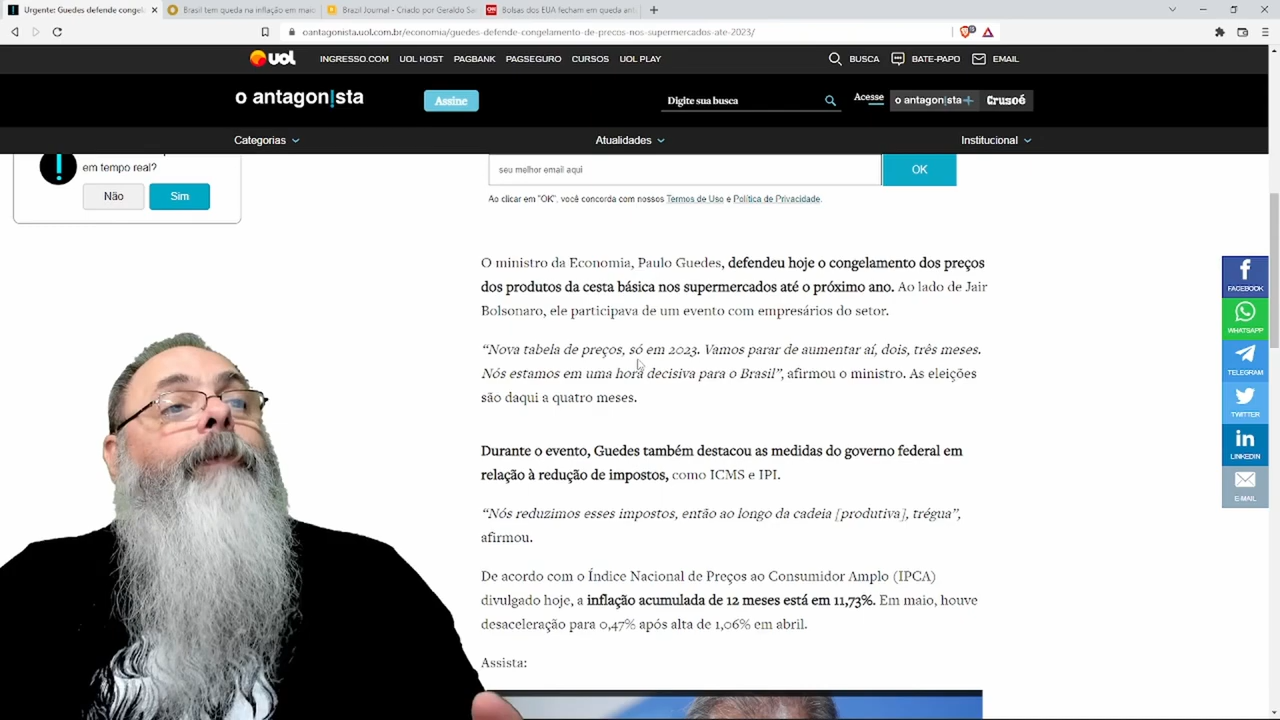 Urgente: Guedes defende congel
Brasil tem queda na inflação em maio
Brazil Journal - Criado por Geraldo Sa
Bolsas dos EUA fecham em queda an
oantagonista.uol.com.br/economia/guedes-defende-congelamento-de-precos-nos-supermercados-ate-2023/
UOL
INGRESSO.COM UOL HOST PAGBANK PAGSEGURO CURSOS UOL PLAY
BUSCA BATE-PAPO EMAIL
o antagon!sta
Assine
Digite sua busca
Acesse
o antagon|sta+
Crusoé
Categorias
Atualidades
Institucional
em tempo real?
Não
Sim
seu melhor email aqui
OK
Ao clicar em "OK", você concorda com nossos Termos de Uso e Política de Privacidade.
O ministro da Economia, Paulo Guedes, defendeu hoje o congelamento dos preços
dos produtos da cesta básica nos supermercados até o próximo ano. Ao lado de Jair
Bolsonaro, ele participava de um evento com empresários do setor.
“Nova tabela de preços, só em 2023. Vamos parar de aumentar aí, dois, três meses.
Nós estamos em uma hora decisiva para o Brasil”, afirmou o ministro. As eleições
são daqui a quatro meses.
Durante o evento, Guedes também destacou as medidas do governo federal em
relação à redução de impostos, como ICMS e IPI.
“Nós reduzimos esses impostos, então ao longo da cadeia [produtiva], trégua”,
afirmou.
De acordo com o Índice Nacional de Preços ao Consumidor Amplo (IPCA)
divulgado hoje, a inflação acumulada de 12 meses está em 11,73%. Em maio, houve
desaceleração para 0,47% após alta de 1,06% em abril.
Assista:
FACEBOOK
WHATSAPP
TELEGRAM
TWITTER
LINKEDIN
E-MAIL